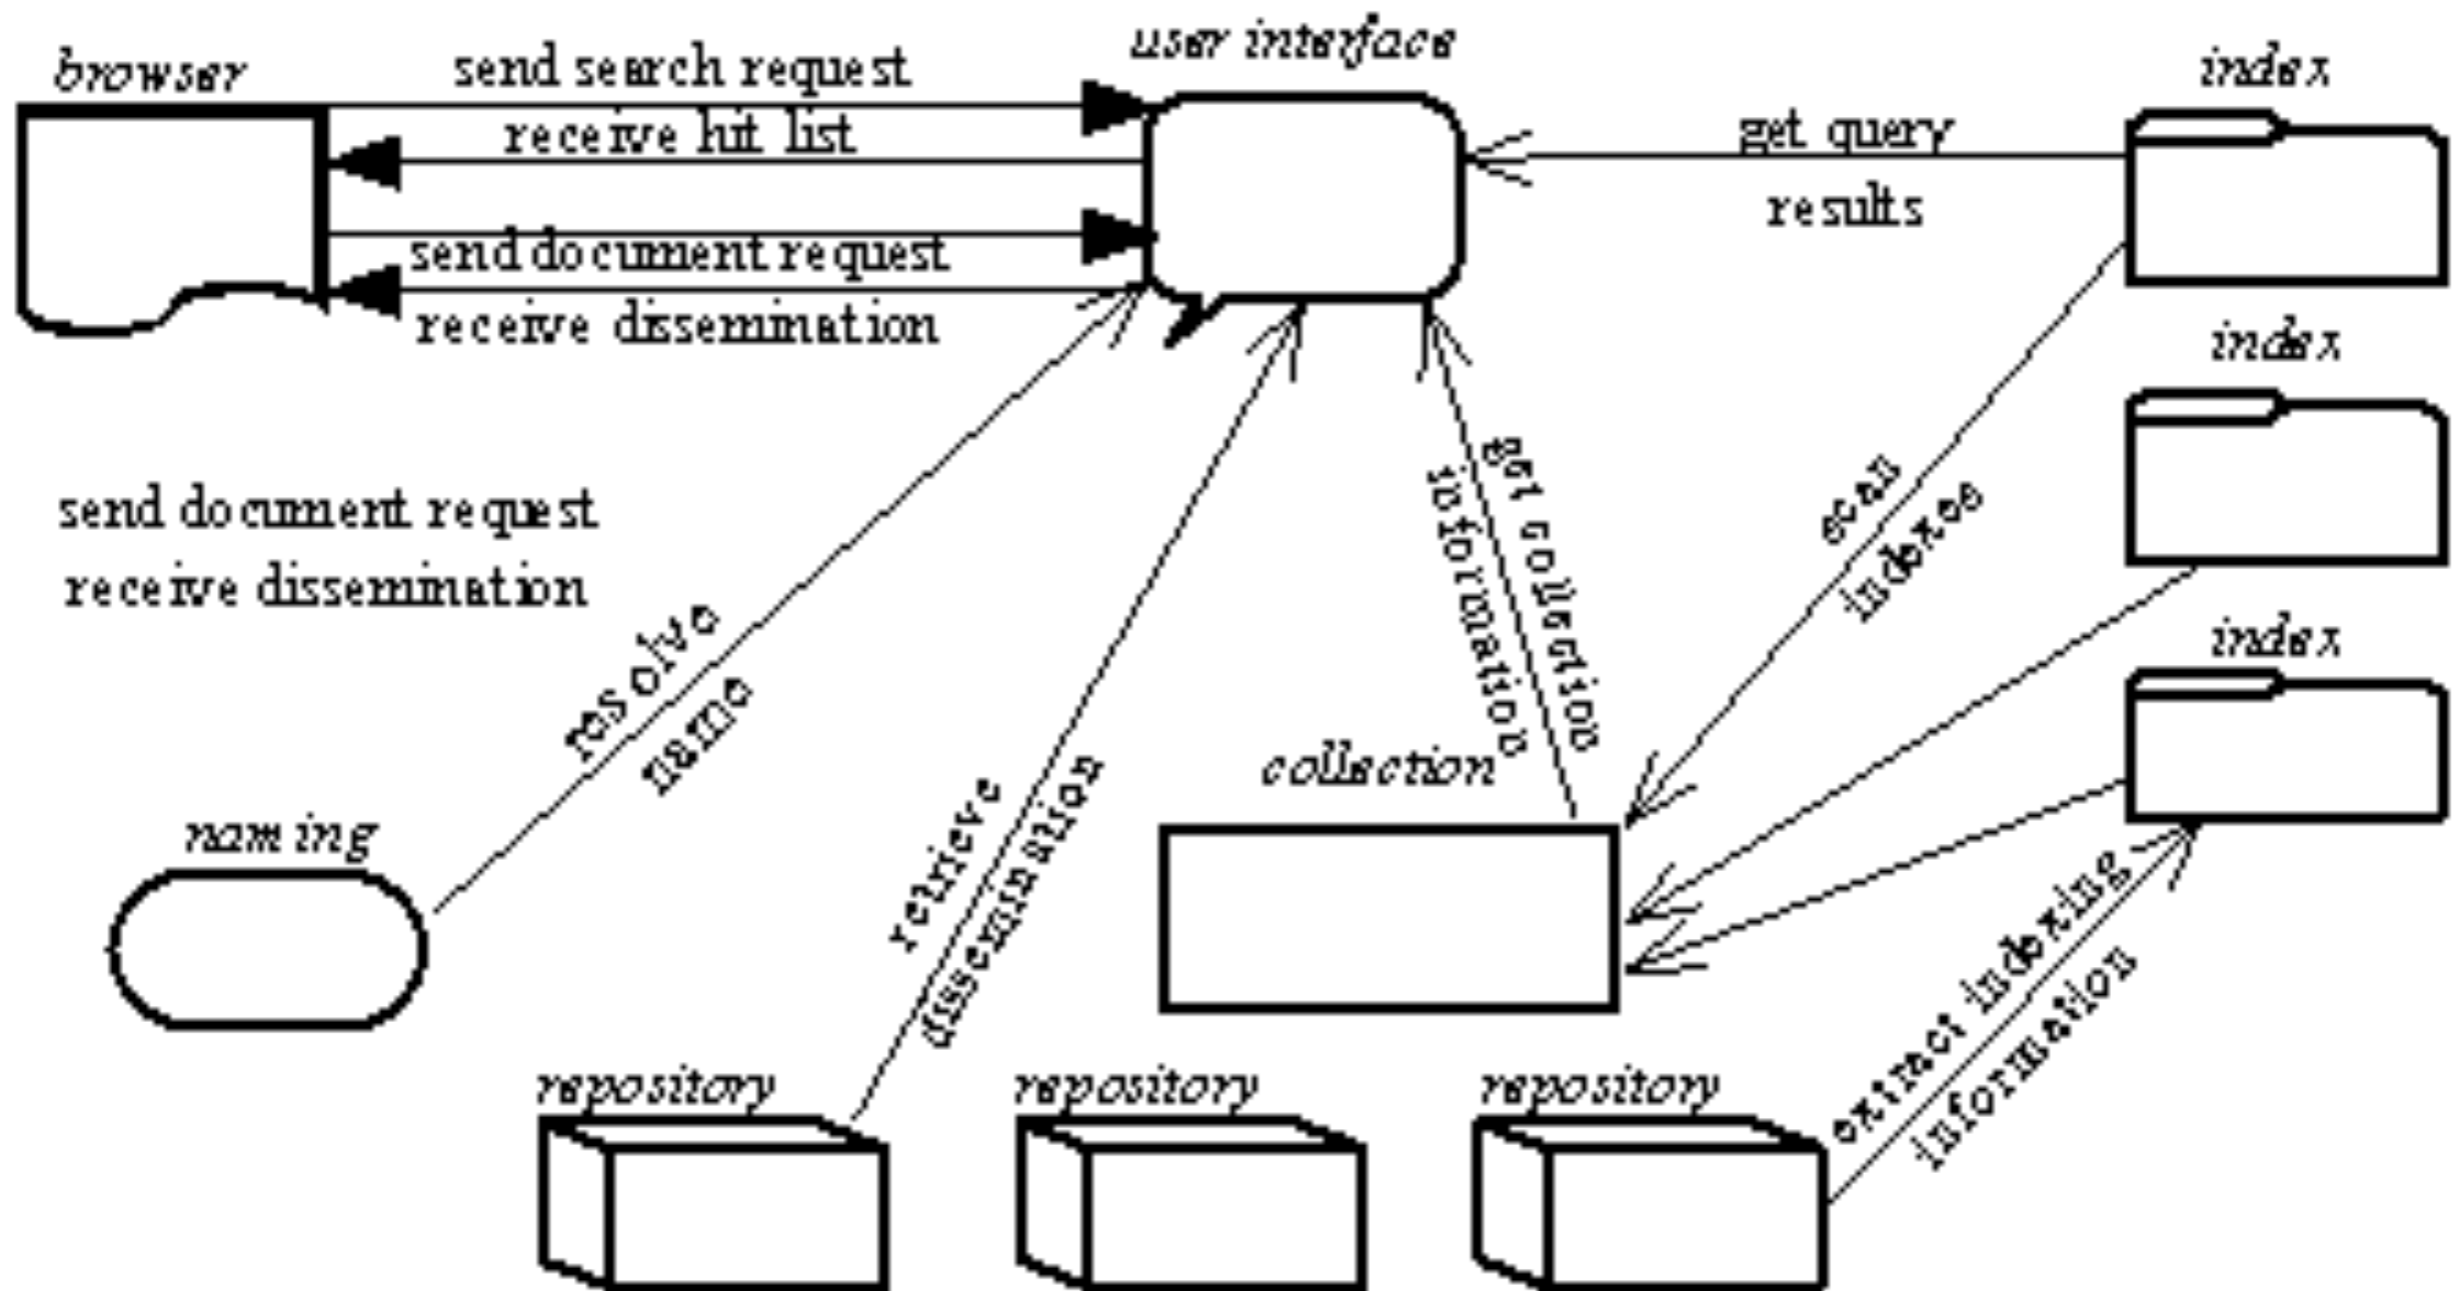 browser
send search request
user interface
index
receive hit list
get query
results
send document request
receive dissemination
index
send document request
receive dissemination
get collection
information
scan
indexes
index
resolve
name
collection
naming
retrieve
dissemination
extract indexing
information
repository
repository
repository